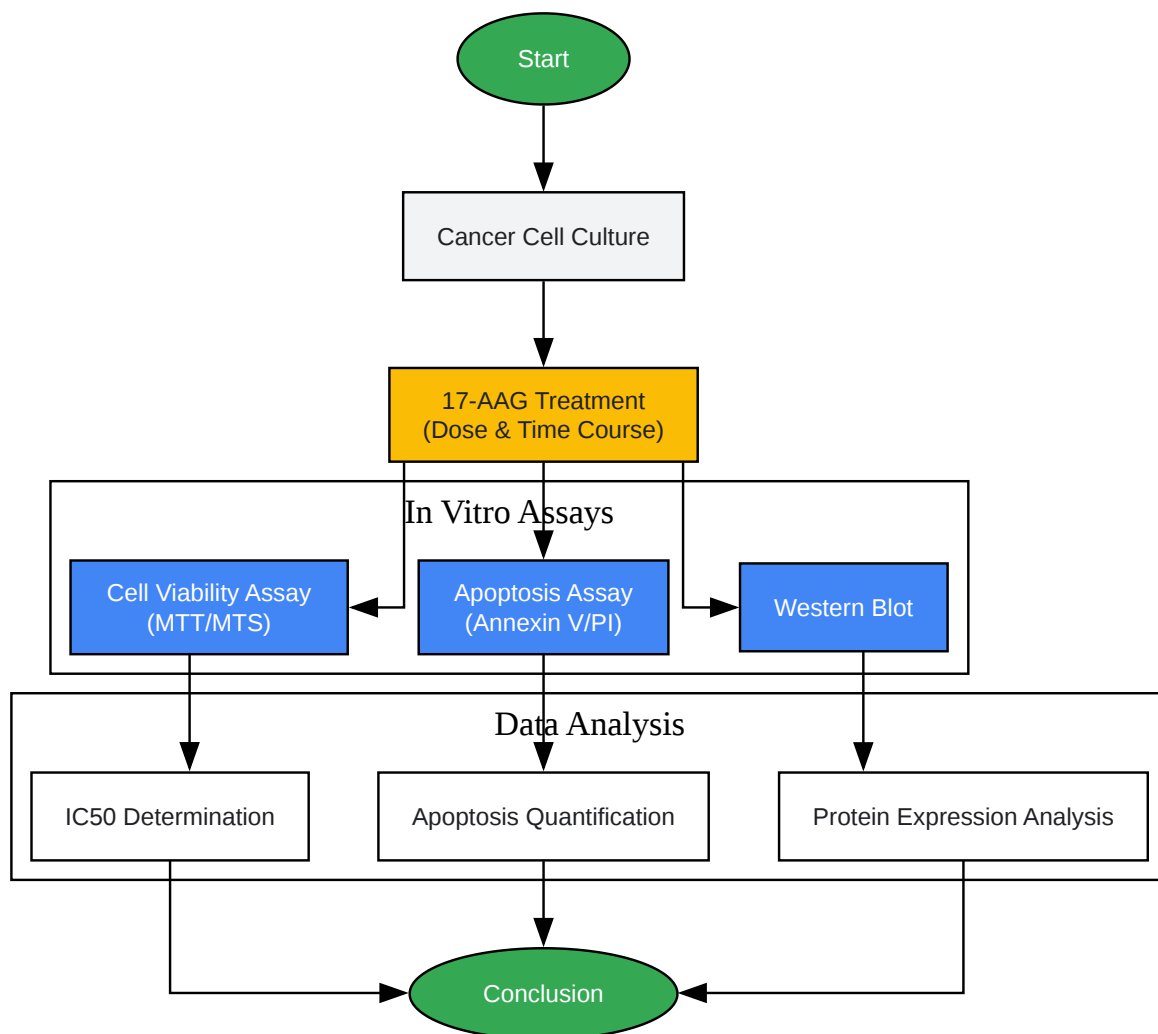 Start
Cancer Cell Culture
17-AAG Treatment
(Dose & Time Course)
In Vitro Assays
Cell Viability Assay
(MTT/MTS)
Apoptosis Assay
(Annexin V/PI)
Western Blot
Data Analysis
IC50 Determination
Apoptosis Quantification
Protein Expression Analysis
Conclusion